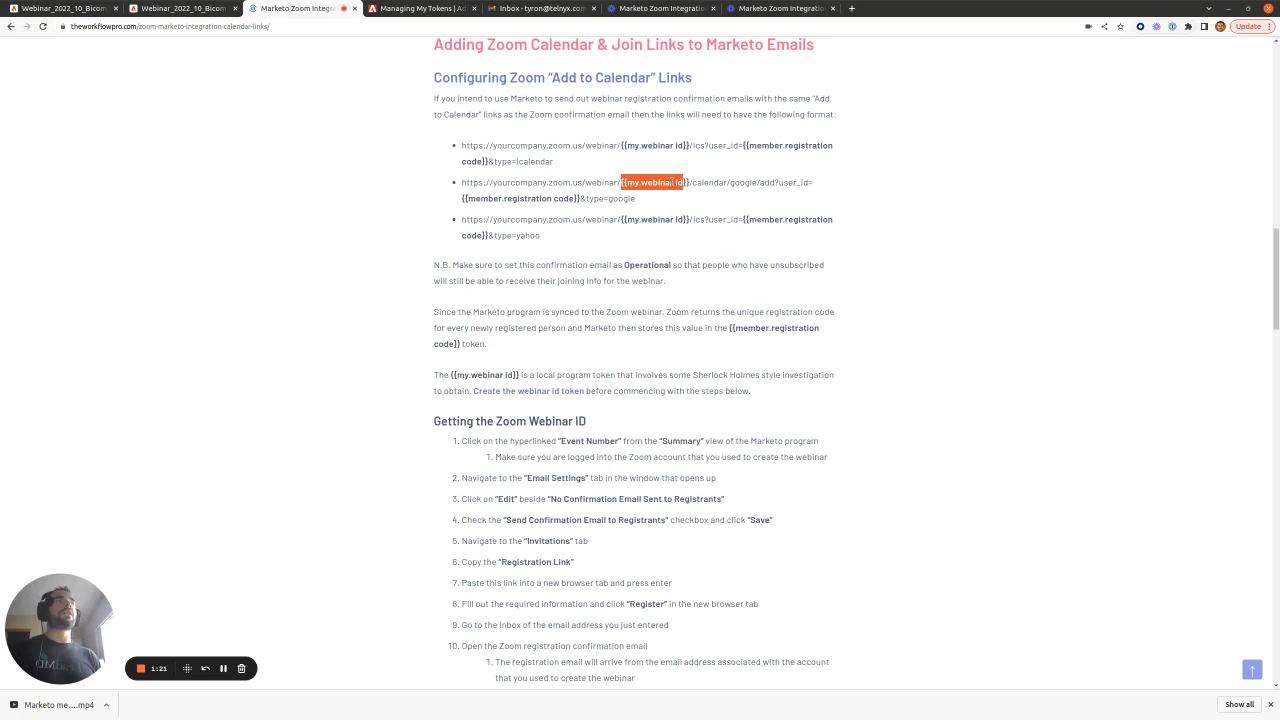 Webinar_2022_10_Bicom
Webinar_2022_10_Bicom
Marketo Zoom Integra
Managing My Tokens | Ad
Inbox - tyron@telnyx.com
Marketo Zoom Integratio
Marketo Zoom Integratio
theworkflowpro.com/zoom-marketo-integration-calendar-links/
Update
Adding Zoom Calendar & Join Links to Marketo Emails
Configuring Zoom “Add to Calendar” Links
If you intend to use Marketo to send out webinar registration confirmation emails with the same “Add
to Calendar” links as the Zoom confirmation email then the links will need to have the following format:
• https://yourcompany.zoom.us/webinar/{{my.webinar id}}/ics?user_id={{member.registration
code}}&type=icalendar
• https://yourcompany.zoom.us/webinar/{{my.webinar id}}/calendar/google/add?user_id=
{{member.registration code}}&type=google
• https://yourcompany.zoom.us/webinar/{{my.webinar id}}/ics?user_id={{member.registration
code}}&type=yahoo
N.B. Make sure to set this confirmation email as Operational so that people who have unsubscribed
will still be able to receive their joining info for the webinar.
Since the Marketo program is synced to the Zoom webinar, Zoom returns the unique registration code
for every newly registered person and Marketo then stores this value in the {{member.registration
code}} token.
The {{my.webinar id}} is a local program token that involves some Sherlock Holmes style investigation
to obtain. Create the webinar id token before commencing with the steps below.
Getting the Zoom Webinar ID
1. Click on the hyperlinked “Event Number” from the “Summary” view of the Marketo program
1. Make sure you are logged into the Zoom account that you used to create the webinar
2. Navigate to the “Email Settings” tab in the window that opens up
3. Click on “Edit” beside “No Confirmation Email Sent to Registrants”
4. Check the “Send Confirmation Email to Registrants” checkbox and click “Save”
5. Navigate to the “Invitations” tab
6. Copy the “Registration Link”
7. Paste this link into a new browser tab and press enter
8. Fill out the required information and click “Register” in the new browser tab
9. Go to the inbox of the email address you just entered
10. Open the Zoom registration confirmation email
1. The registration email will arrive from the email address associated with the account
that you used to create the webinar
1:21
Marketo me....mp4
Show all